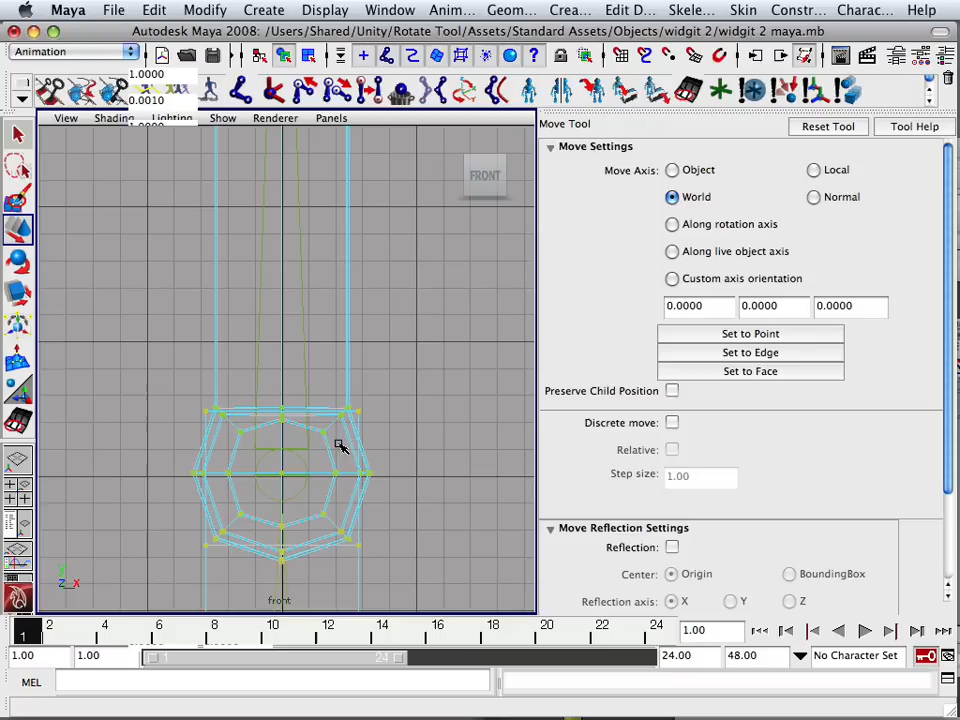 Maya File Edit Modify Create Display Window Anim... Geom... Crea... Edit D... Skele... Skin Constr... Charac... Help
Autodesk Maya 2008: /Users/Shared/Unity/Rotate Tool/Assets/Standard Assets/Objects/widgit 2/widgit 2 maya.mb
Animation
1.0000
0.0010
View Shading Lighting Show Renderer Panels
Move Tool Reset Tool Tool Help
Move Settings
Move Axis: Object Local
World Normal
Along rotation axis
Along live object axis
Custom axis orientation
0.0000 0.0000 0.0000
Set to Point
Set to Edge
Set to Face
Preserve Child Position
Discrete move:
Relative:
Step size: 1.00
Move Reflection Settings
Reflection:
Center: Origin BoundingBox
Reflection axis: X Y Z
FRONT
y
z x
front
1 2 4 6 8 10 12 14 16 18 20 22 24 1.00
1.00 1.00 1 24 24.00 48.00 No Character Set
MEL